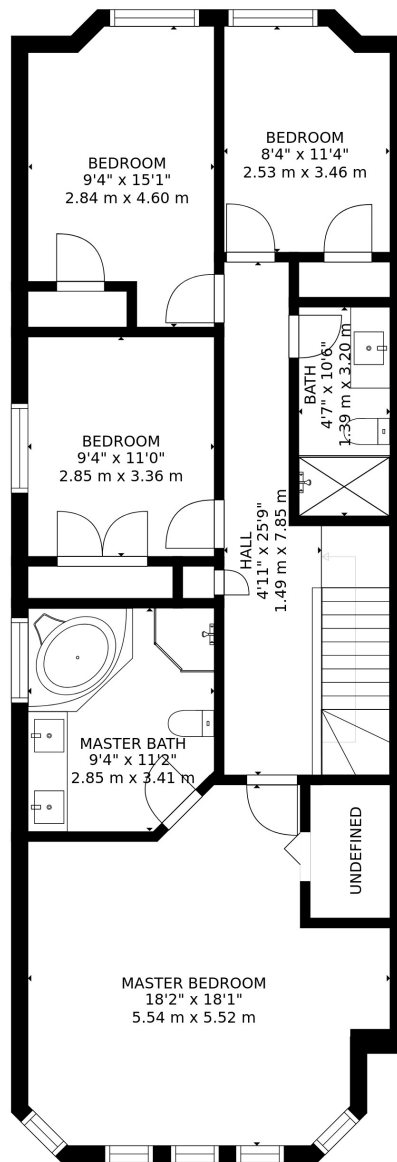 BEDROOM
9'4" x 15'1"
2.84 m x 4.60 m
BEDROOM
8'4" x 11'4"
2.53 m x 3.46 m
BATH
4'7" x 10'6"
1.39 m x 3.20 m
BEDROOM
9'4" x 11'0"
2.85 m x 3.36 m
HALL
4'11" x 25'9"
1.49 m x 7.85 m
MASTER BATH
9'4" x 11'2"
2.85 m x 3.41 m
UNDEFINED
MASTER BEDROOM
18'2" x 18'1"
5.54 m x 5.52 m